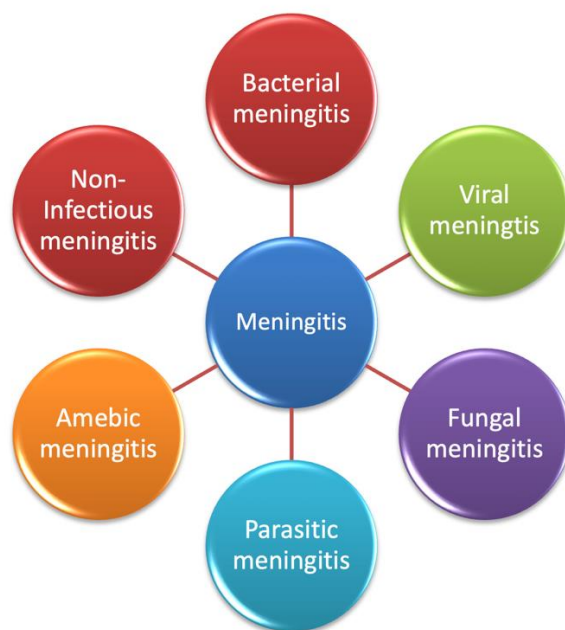 Bacterial
meningitis
Viral
meningtis
Fungal
meningitis
Parasitic
meningitis
Amebic
meningitis
Non-
Infectious
meningitis
Meningitis